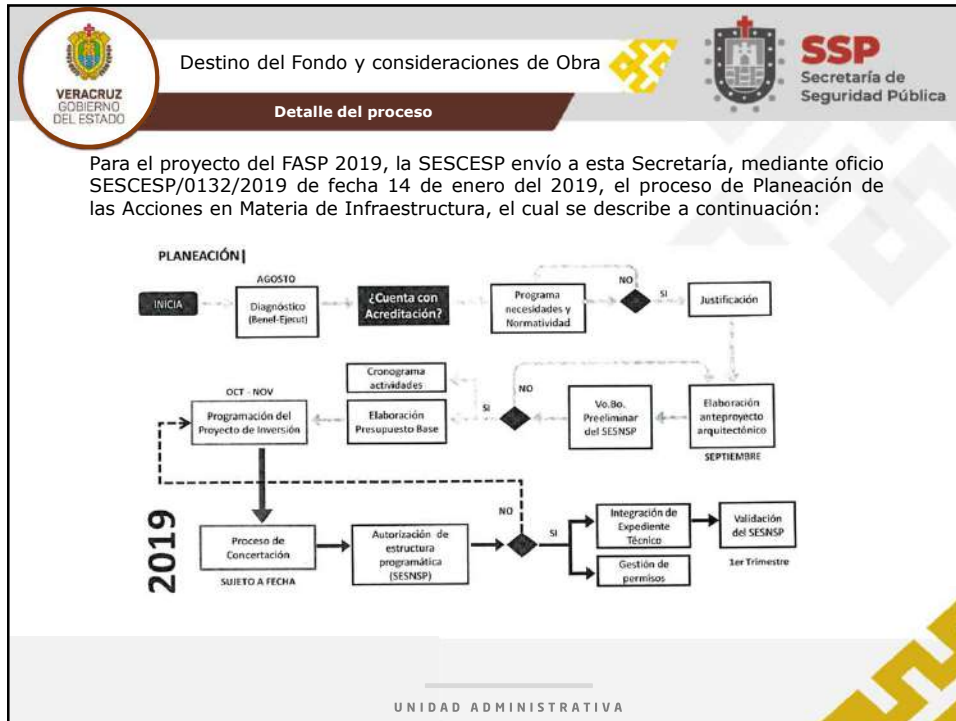 VERACRUZ
GOBIERNO
DEL ESTADO
Destino del Fondo y consideraciones de Obra
Detalle del proceso
SSP
Secretaría de
Seguridad Pública
Para el proyecto del FASP 2019, la SESCESP envío a esta Secretaría, mediante oficio
SESCESP/0132/2019 de fecha 14 de enero del 2019, el proceso de Planeación de
las Acciones en Materia de Infraestructura, el cual se describe a continuación:
PLANEACIÓN|
INICIA
AGOSTO
Diagnóstico
(Benef-Ejecut)
¿Cuenta con
Acreditación?
Programa
necesidades y
Normatividad
NO
SI
Justificación
Elaboración
anteproyecto
arquitectónico
SEPTIEMBRE
Vo.Bo.
Preeliminar
del SESNSP
NO
SI
Cronograma
actividades
Elaboración
Presupuesto Base
OCT - NOV
Programación del
Proyecto de Inversión
2019
Proceso de
Concertación
SUJETO A FECHA
Autorización de
estructura
programática
(SESNSP)
NO
SI
Integración de
Expediente
Técnico
Gestión de
permisos
Validación
del SESNSP
1er Trimestre
UNIDAD ADMINISTRATIVA